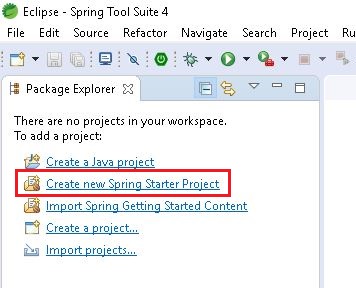 Eclipse - Spring Tool Suite 4
File Edit Source Refactor Navigate Search Project Ru
Package Explorer
There are no projects in your workspace.
To add a project:
Create a Java project
Create new Spring Starter Project
Import Spring Getting Started Content
Create a project...
Import projects...